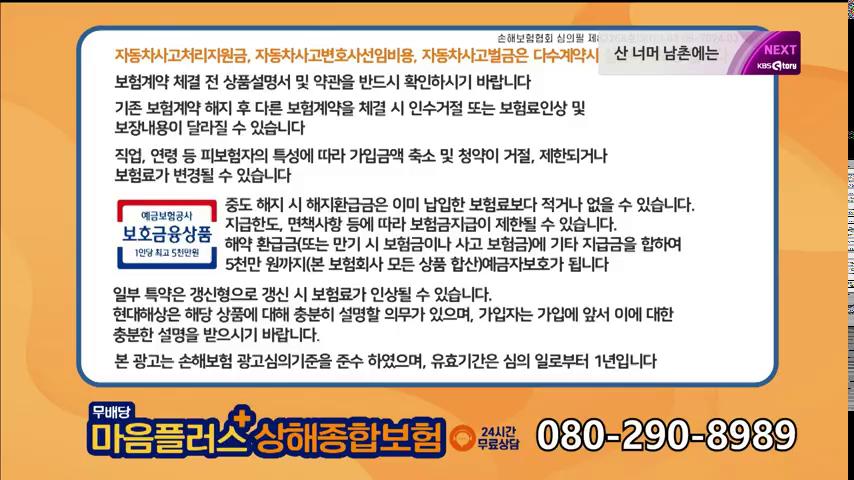 손해보험협회 심의필
산 너머 남촌에는
NEXT
KBS Story
자동차사고처리지원금, 자동차사고변호사선임비용, 자동차사고벌금은 다수계약시
보험계약 체결 전 상품설명서 및 약관을 반드시 확인하시기 바랍니다
기존 보험계약 해지 후 다른 보험계약을 체결 시 인수거절 또는 보험료인상 및
보장내용이 달라질 수 있습니다
직업, 연령 등 피보험자의 특성에 따라 가입금액 축소 및 청약이 거절, 제한되거나
보험료가 변경될 수 있습니다
예금보험공사
보호금융상품
1인당 최고 5천만원
중도 해지 시 해지환급금은 이미 납입한 보험료보다 적거나 없을 수 있습니다.
지급한도, 면책사항 등에 따라 보험금지급이 제한될 수 있습니다.
해약 환급금(또는 만기 시 보험금이나 사고 보험금)에 기타 지급금을 합하여
5천만 원까지(본 보험회사 모든 상품 합산)예금자보호가 됩니다
일부 특약은 갱신형으로 갱신 시 보험료가 인상될 수 있습니다.
현대해상은 해당 상품에 대해 충분히 설명할 의무가 있으며, 가입자는 가입에 앞서 이에 대한
충분한 설명을 받으시기 바랍니다.
본 광고는 손해보험 광고심의기준을 준수 하였으며, 유효기간은 심의 일로부터 1년입니다
무배당
마음플러스+상해종합보험
24시간
무료상담
080-290-8989